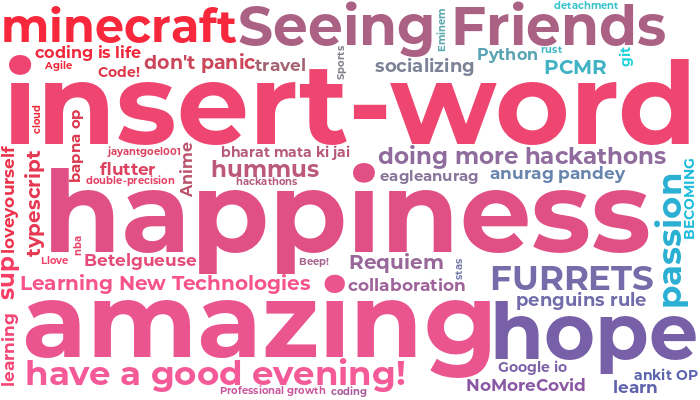 minecraft
Seeing Friends
detachment
Eminem
coding is life
Agile
Code!
don't panic
travel
Sports
socializing
Python
rust
PCMR
git
insert-word
cloud
bapna op
jayantgoel001
Anime
bharat mata ki jai
doing more hackathons
flutter
double-precision
hummus
hackathons
eagleanurag
anurag pandey
loveyourself
typescript
happiness
passion
BECOMING
nba
Llove
Betelgueuse
Beep!
Requiem
stas
sup
Learning New Technologies
collaboration
FURRETS
penguins rule
amazing
hope
learning
have a good evening!
Professional growth
coding
Google io
NoMoreCovid
ankit OP
learn